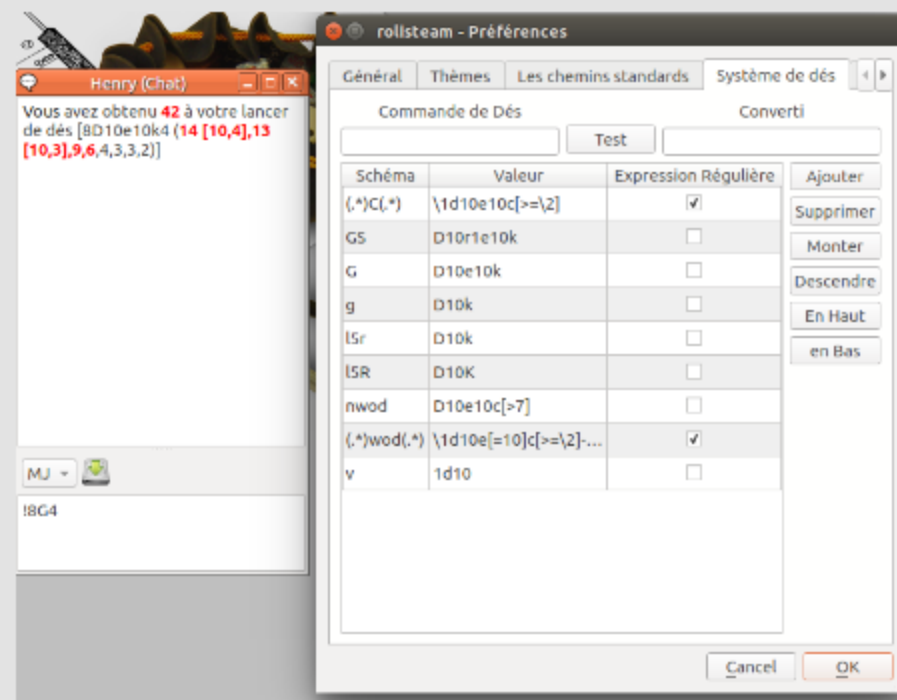 Henry (Chat)
Vous avez obtenu 42 à votre lancer
de dés [8D10e10k4 (14 [10,4],13
[10,3],9,6,4,3,3,2)]
MJ
!8G4
rolisteam - Préférences
Général Thèmes Les chemins standards Système de dés
Commande de Dés Converti
Test
Schéma Valeur Expression Régulière Ajouter
(.*)C(.*) \1d10e10c[>=\2] Supprimer
GS D10r1e10k Monter
G D10e10k Descendre
g D10k En Haut
l5r D10k en Bas
l5R D10K
nwod D10e10c[>7]
(.*)wod(.*) \1d10e[=10]c[>=\2]-...
v 1d10
Cancel OK